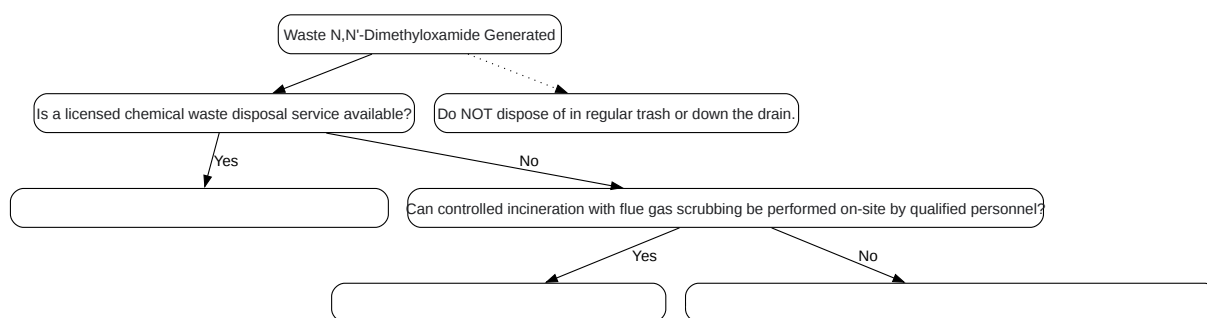 Waste N,N'-Dimethyloxamide Generated
Is a licensed chemical waste disposal service available?
Do NOT dispose of in regular trash or down the drain.
Yes
No
Can controlled incineration with flue gas scrubbing be performed on-site by qualified personnel?
Yes
No